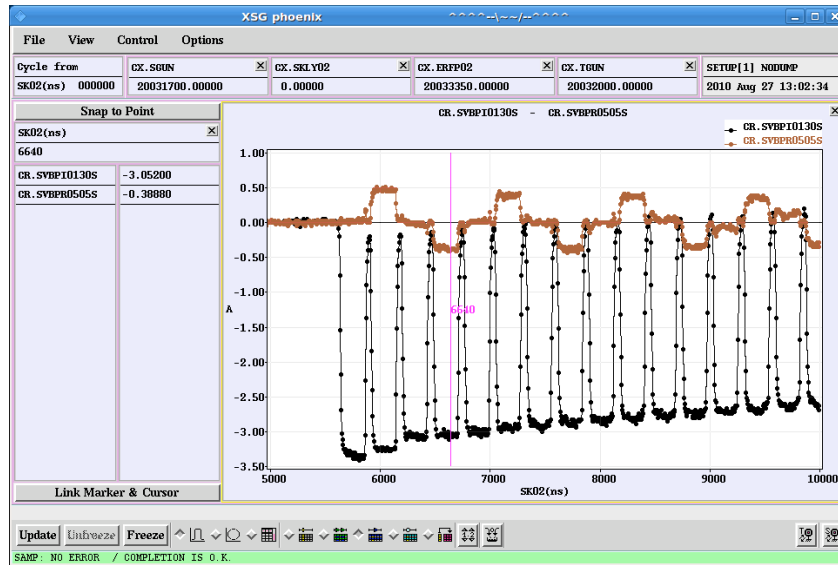 XSG phoenix ^^^^--\~~/--^^^^
File View Control Options
Cycle from
SK02(ns) 000000
CX.SGUN
20031700.00000
CX.SKLY02
0.00000
CX.ERFP02
20033350.00000
CX.TGUN
20032000.00000
SETUP[1] NODUMP
2010 Aug 27 13:02:34
Snap to Point
SK02(ns)
6640
CR.SVBPI0130S -3.05200
CR.SVBPR0505S -0.38880
Link Marker & Cursor
CR.SVBPI0130S - CR.SVBPR0505S
CR.SVBPI0130S
CR.SVBPR0505S
1.00
0.50
0.00
-0.50
-1.00
A
-1.50
-2.00
-2.50
-3.00
-3.50
6640
5000 6000 7000 8000 9000 10000
SK02(ns)
Update Unfreeze Freeze
SAMP: NO ERROR / COMPLETION IS O.K.